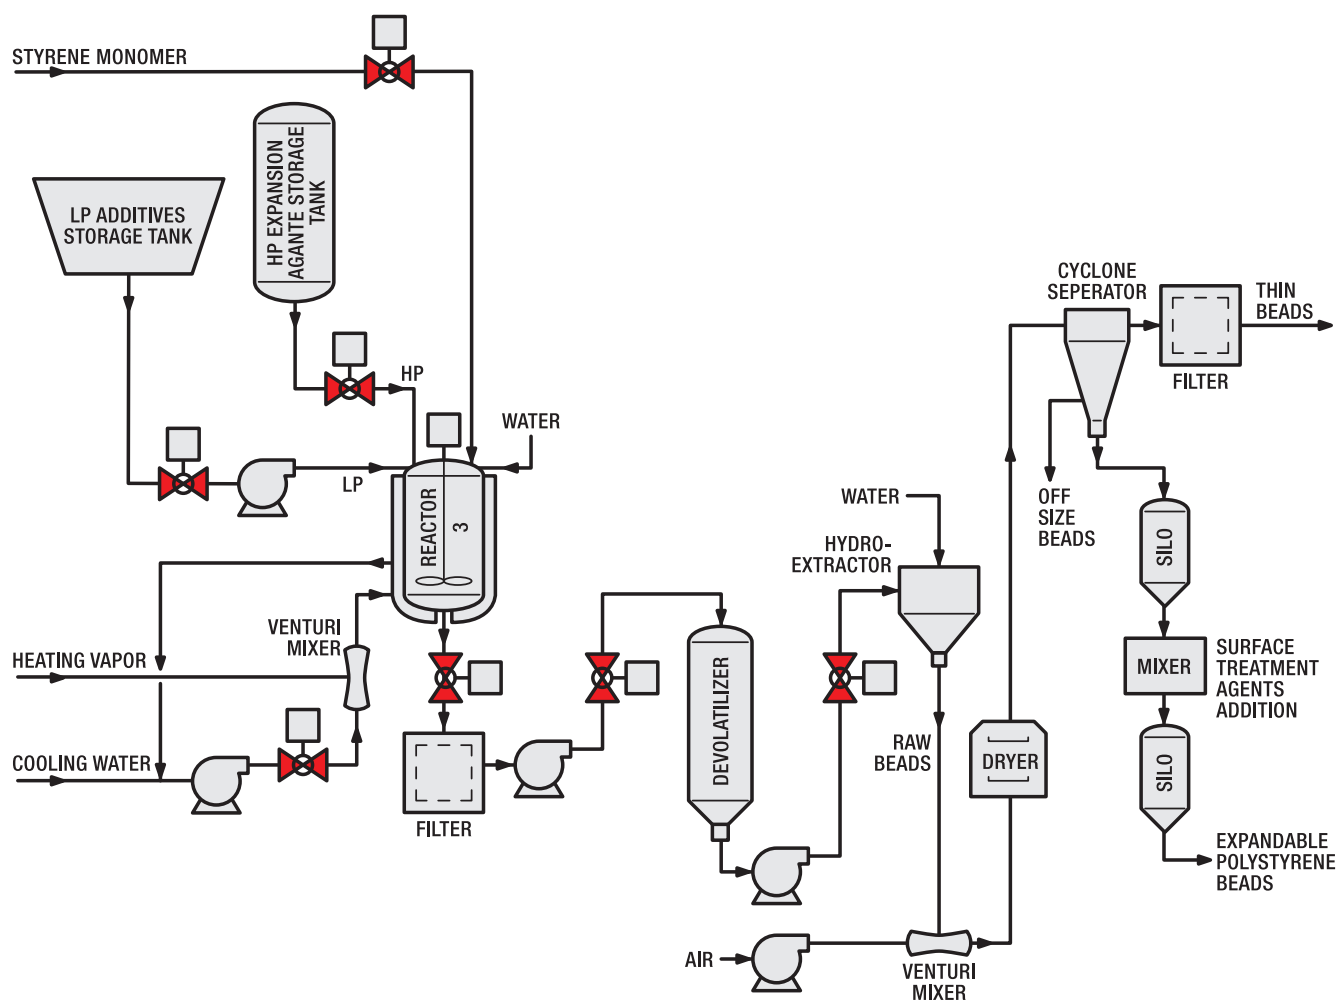 STYRENE MONOMER
HP EXPANSION
AGANTE STORAGE
TANK
LP ADDITIVES
STORAGE TANK
HP
WATER
LP
REACTOR
3
CYCLONE
SEPERATOR
THIN
BEADS
FILTER
OFF
SIZE
BEADS
SILO
WATER
HYDRO-
EXTRACTOR
VENTURI
MIXER
HEATING VAPOR
COOLING WATER
FILTER
DEVOLATILIZER
RAW
BEADS
DRYER
MIXER
SURFACE
TREATMENT
AGENTS
ADDITION
SILO
EXPANDABLE
POLYSTYRENE
BEADS
AIR
VENTURI
MIXER